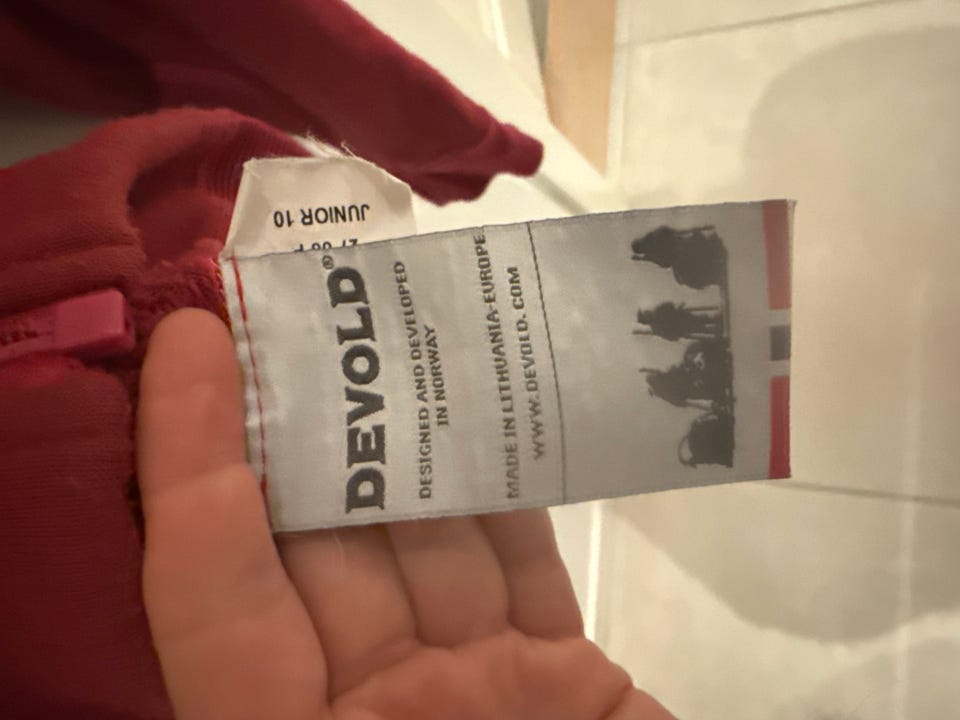 DEVOLD®
DESIGNED AND DEVELOPED
IN NORWAY
MADE IN LITHUANIA-EUROPE
WWW.DEVOLD.COM
JUNIOR 10